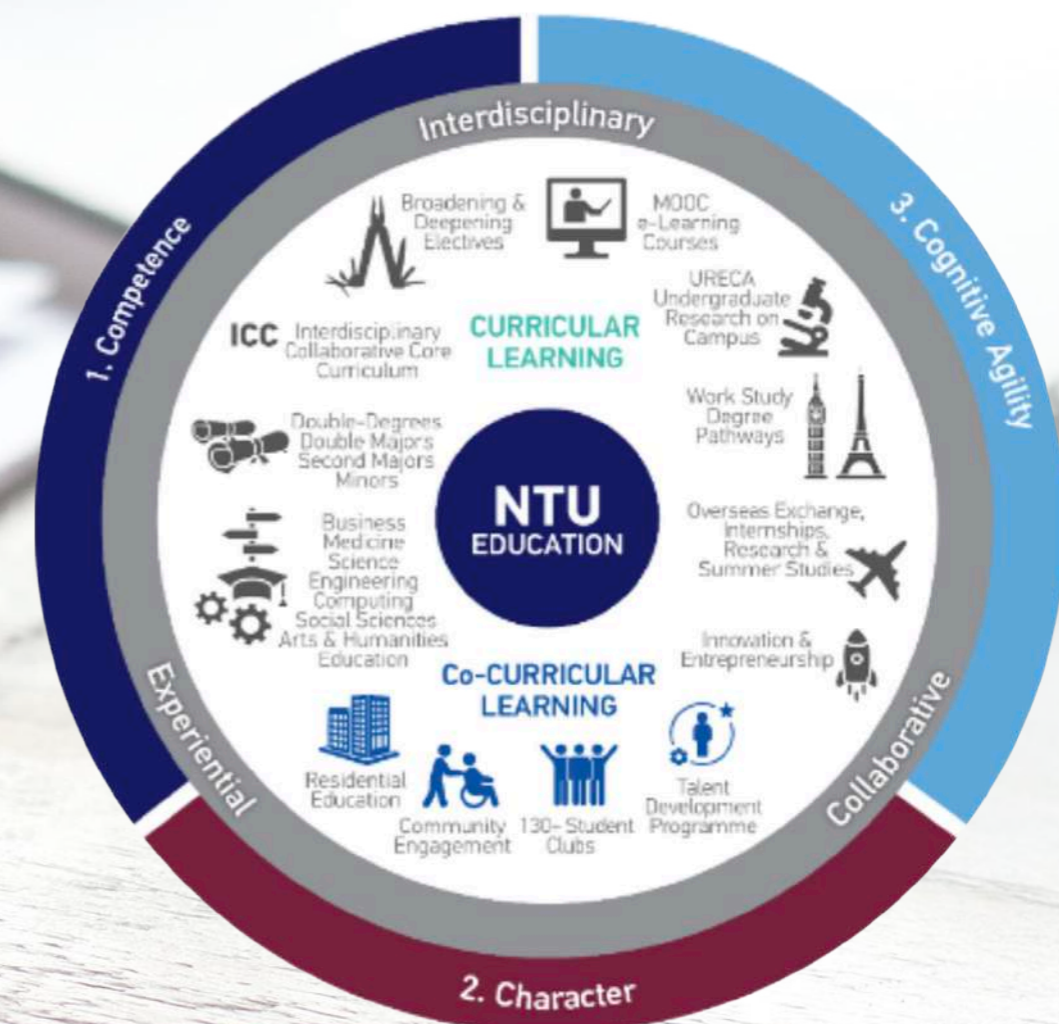 Interdisciplinary
1. Competence
3. Cognitive Agility
Broadening &
Deepening
Electives
MOOC
e-Learning
Courses
URECA
Undergraduate
Research on
Campus
ICC
Interdisciplinary
Collaborative Core
Curriculum
CURRICULAR
LEARNING
Work Study
Degree
Pathways
Double-Degrees
Double Majors
Second Majors
Minors
NTU
EDUCATION
Overseas Exchange,
Internships,
Research &
Summer Studies
Business
Medicine
Science
Engineering
Computing
Social Sciences
Arts & Humanities
Education
Innovation &
Entrepreneurship
Co-CURRICULAR
LEARNING
Experiential
Collaborative
Residential
Education
Community
Engagement
130+ Student
Clubs
Talent
Development
Programme
2. Character